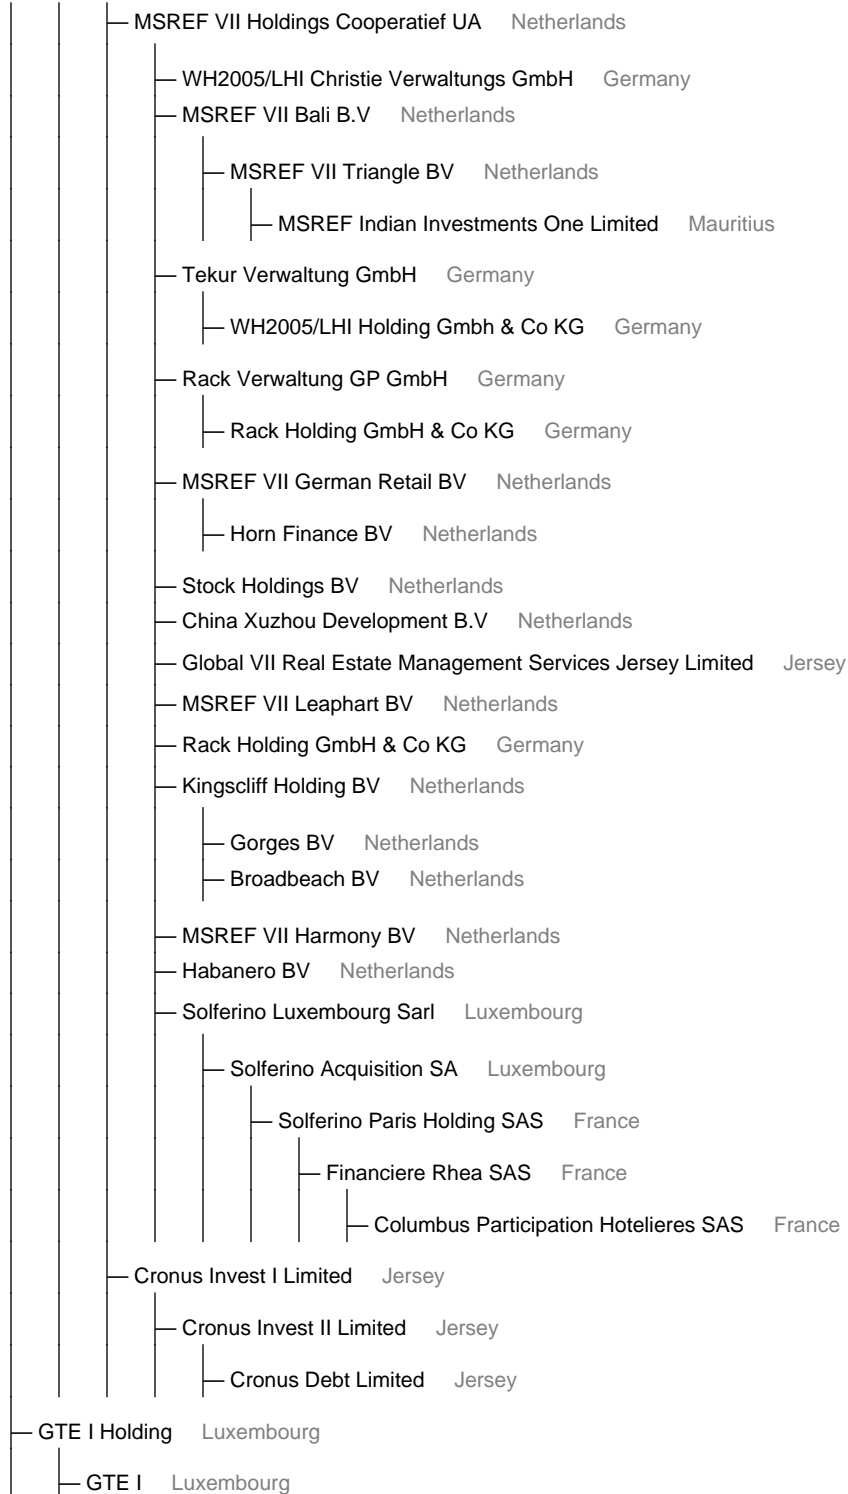 MSREF VII Holdings Cooperatief UA Netherlands
WH2005/LHI Christie Verwaltungs GmbH Germany
MSREF VII Bali B.V Netherlands
MSREF VII Triangle BV Netherlands
MSREF Indian Investments One Limited Mauritius
Tekur Verwaltung GmbH Germany
WH2005/LHI Holding Gmbh & Co KG Germany
Rack Verwaltung GP GmbH Germany
Rack Holding GmbH & Co KG Germany
MSREF VII German Retail BV Netherlands
Horn Finance BV Netherlands
Stock Holdings BV Netherlands
China Xuzhou Development B.V Netherlands
Global VII Real Estate Management Services Jersey Limited Jersey
MSREF VII Leaphart BV Netherlands
Rack Holding GmbH & Co KG Germany
Kingscliff Holding BV Netherlands
Gorges BV Netherlands
Broadbeach BV Netherlands
MSREF VII Harmony BV Netherlands
Habanero BV Netherlands
Solferino Luxembourg Sarl Luxembourg
Solferino Acquisition SA Luxembourg
Solferino Paris Holding SAS France
Financiere Rhea SAS France
Columbus Participation Hotelieres SAS France
Cronus Invest I Limited Jersey
Cronus Invest II Limited Jersey
Cronus Debt Limited Jersey
GTE I Holding Luxembourg
GTE I Luxembourg